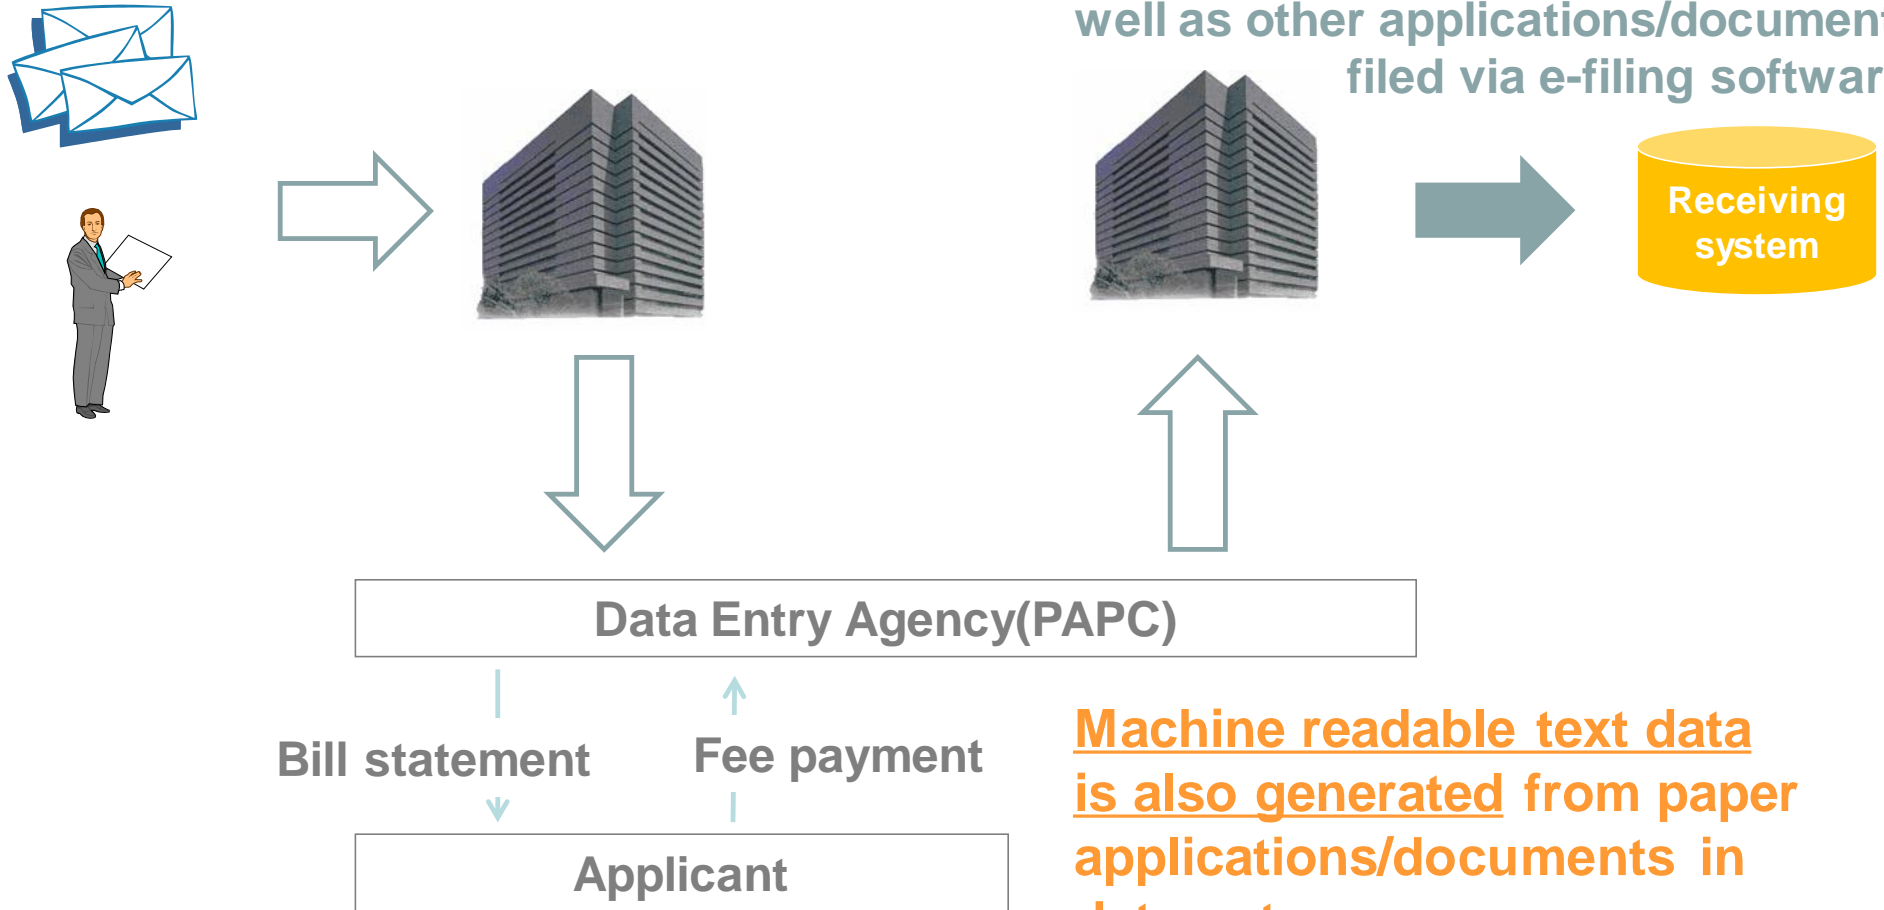 well as other applications/document
filed via e-filing softwar
Receiving
system
Data Entry Agency(PAPC)
Bill statement
Fee payment
Applicant
Machine readable text data
is also generated from paper
applications/documents in